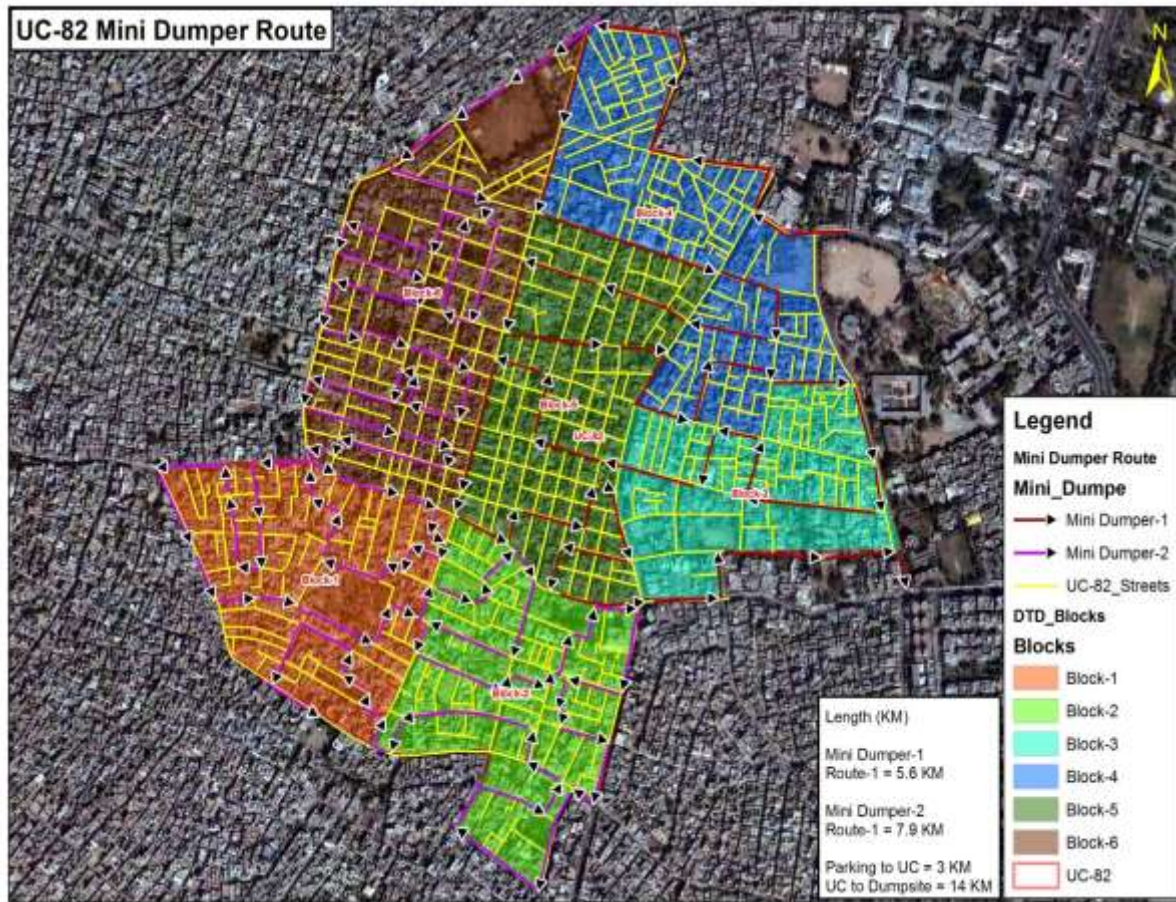 UC-82 Mini Dumper Route
N
Block-4
Block-6
Block-5
UC-82
Block-3
Block-1
Block-2
Legend
Mini Dumper Route
Mini_Dumpe
Mini Dumper-1
Mini Dumper-2
UC-82_Streets
DTD_Blocks
Blocks
Block-1
Block-2
Block-3
Block-4
Block-5
Block-6
UC-82
Length (KM)
Mini Dumper-1
Route-1 = 5.6 KM
Mini Dumper-2
Route-1 = 7.9 KM
Parking to UC = 3 KM
UC to Dumpsite = 14 KM